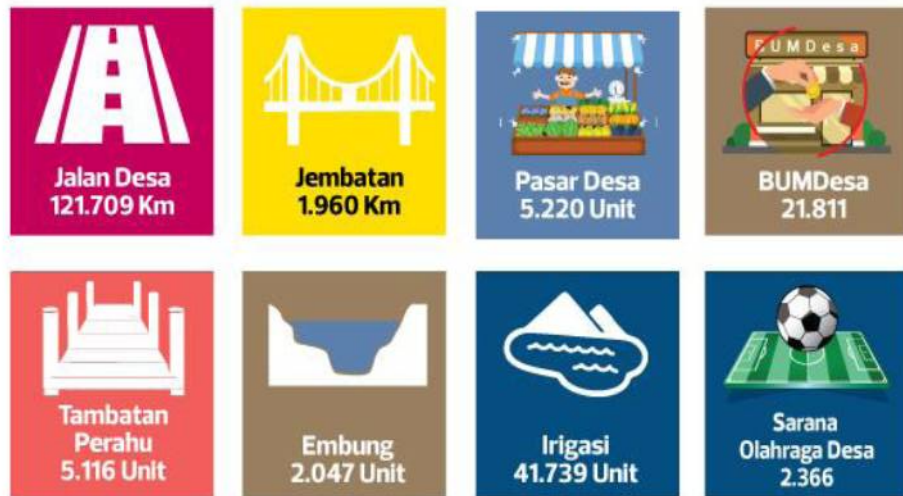 Jalan Desa
121.709 Km
Jembatan
1.960 Km
Pasar Desa
5.220 Unit
BUMDesa
BUMDesa
21.811
Tambatan
Perahu
5.116 Unit
Embung
2.047 Unit
Irigasi
41.739 Unit
Sarana
Olahraga Desa
2.366